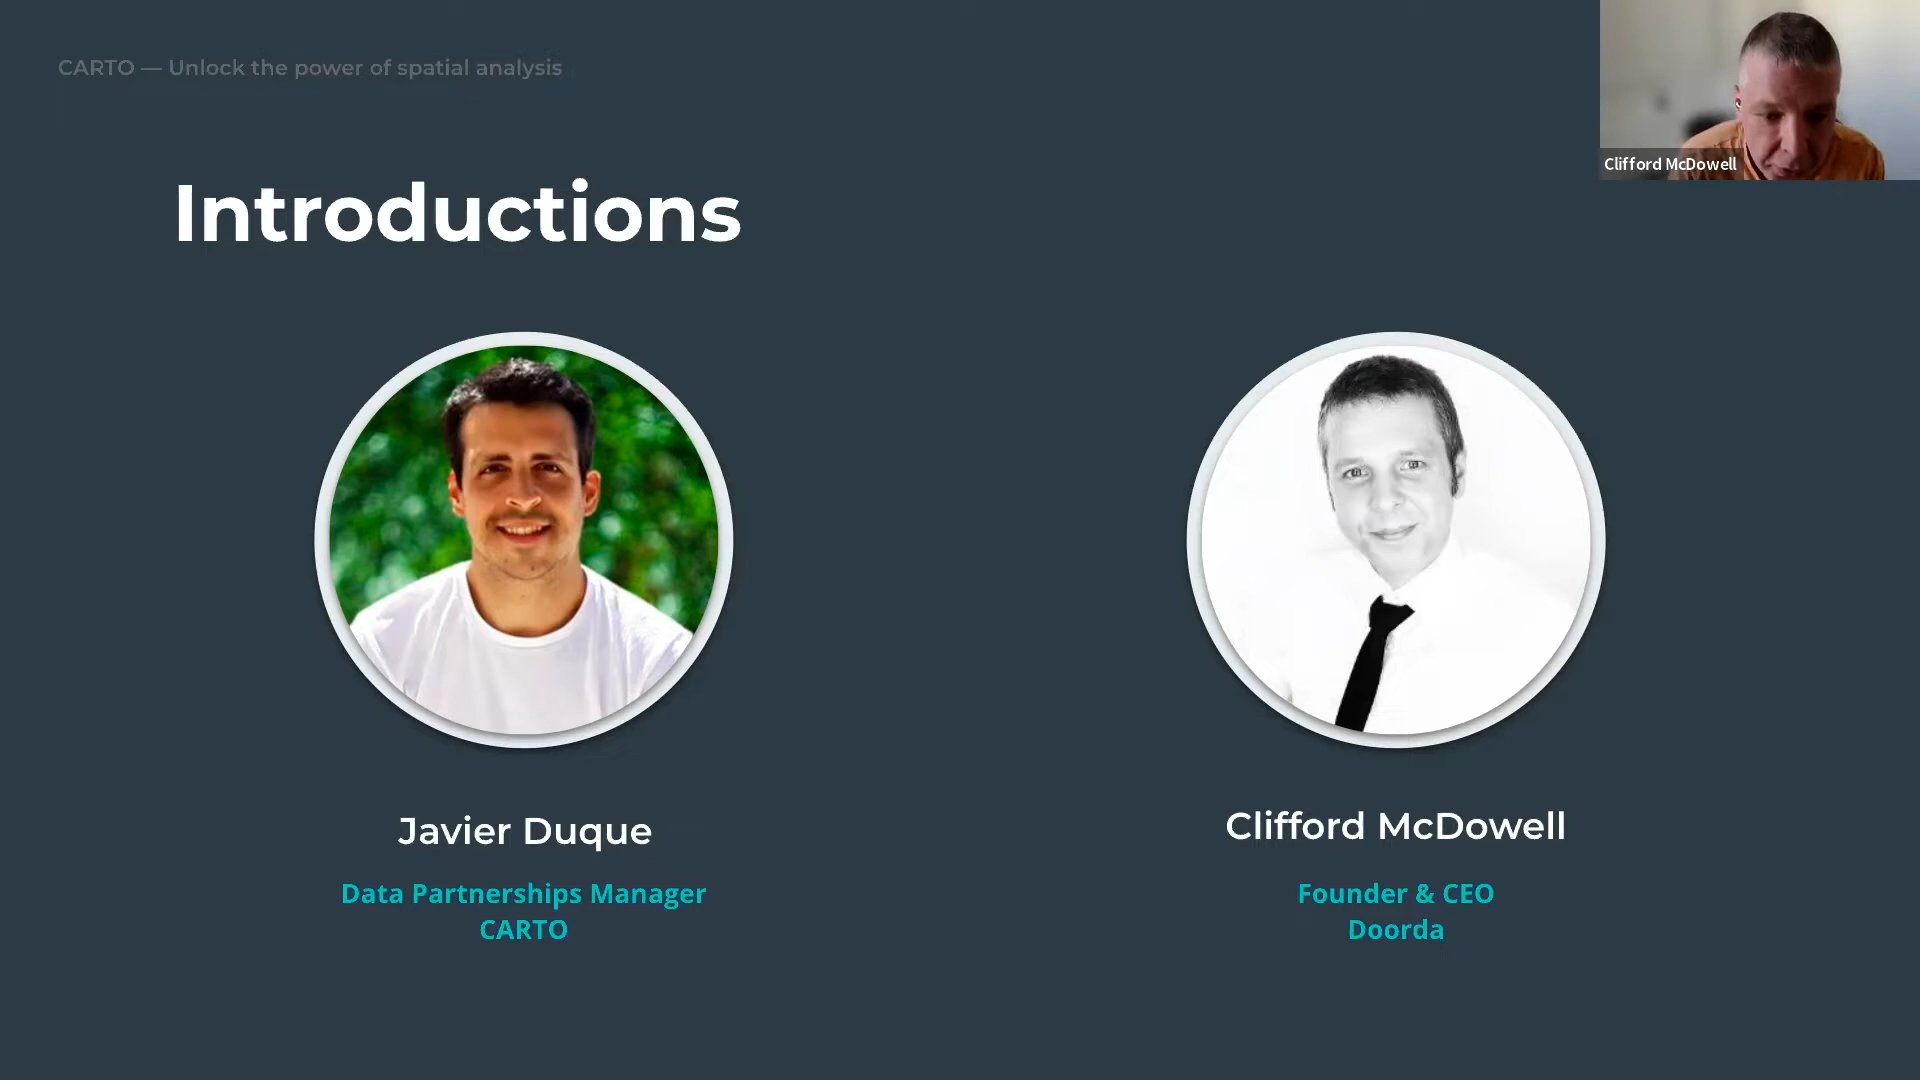 CARTO — Unlock the power of spatial analysis
Clifford McDowell
Introductions
Javier Duque
Data Partnerships Manager
CARTO
Clifford McDowell
Founder & CEO
Doorda